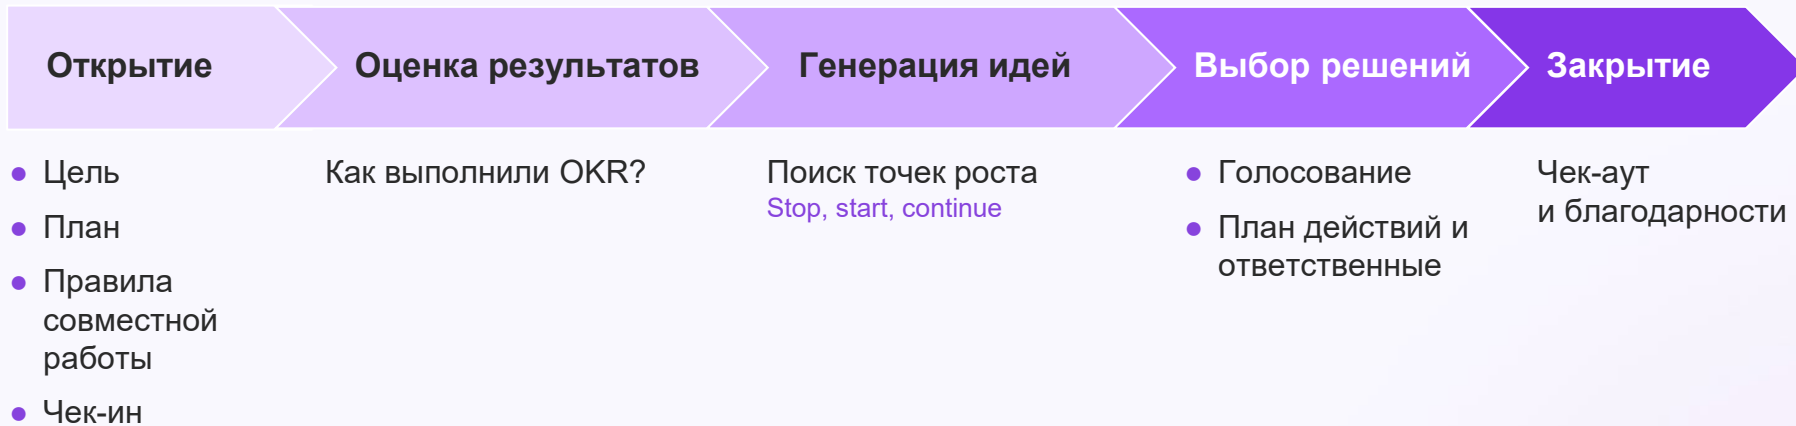 Открытие
Оценка результатов
Генерация идей
Выбор решений
Закрытие
Цель
План
Правила
совместной
работы
Чек-ин
Как выполнили OKR?
Поиск точек роста
Stop, start, continue
Голосование
План действий и
ответственные
Чек-аут
и благодарности